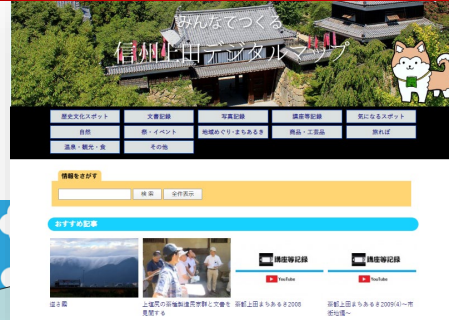 みんなでつくる
信州上田デジタルマップ
歴史文化スポット
文書記録
写真記録
講座等記録
気になるスポット
自然
祭・イベント
地域めぐり・まちあるき
商品・工芸品
旅れぽ
温泉・観光・食
その他
情報をさがす
検索
全件表示
おすすめ記事
講座等記録
YouTube
講座等記録
YouTube
逆さ霧
上塩尻の蚕種製造民家群と文書を
見聞する
蚕都上田まちあるき2008
蚕都上田まちあるき2009(4)〜市
街地編〜